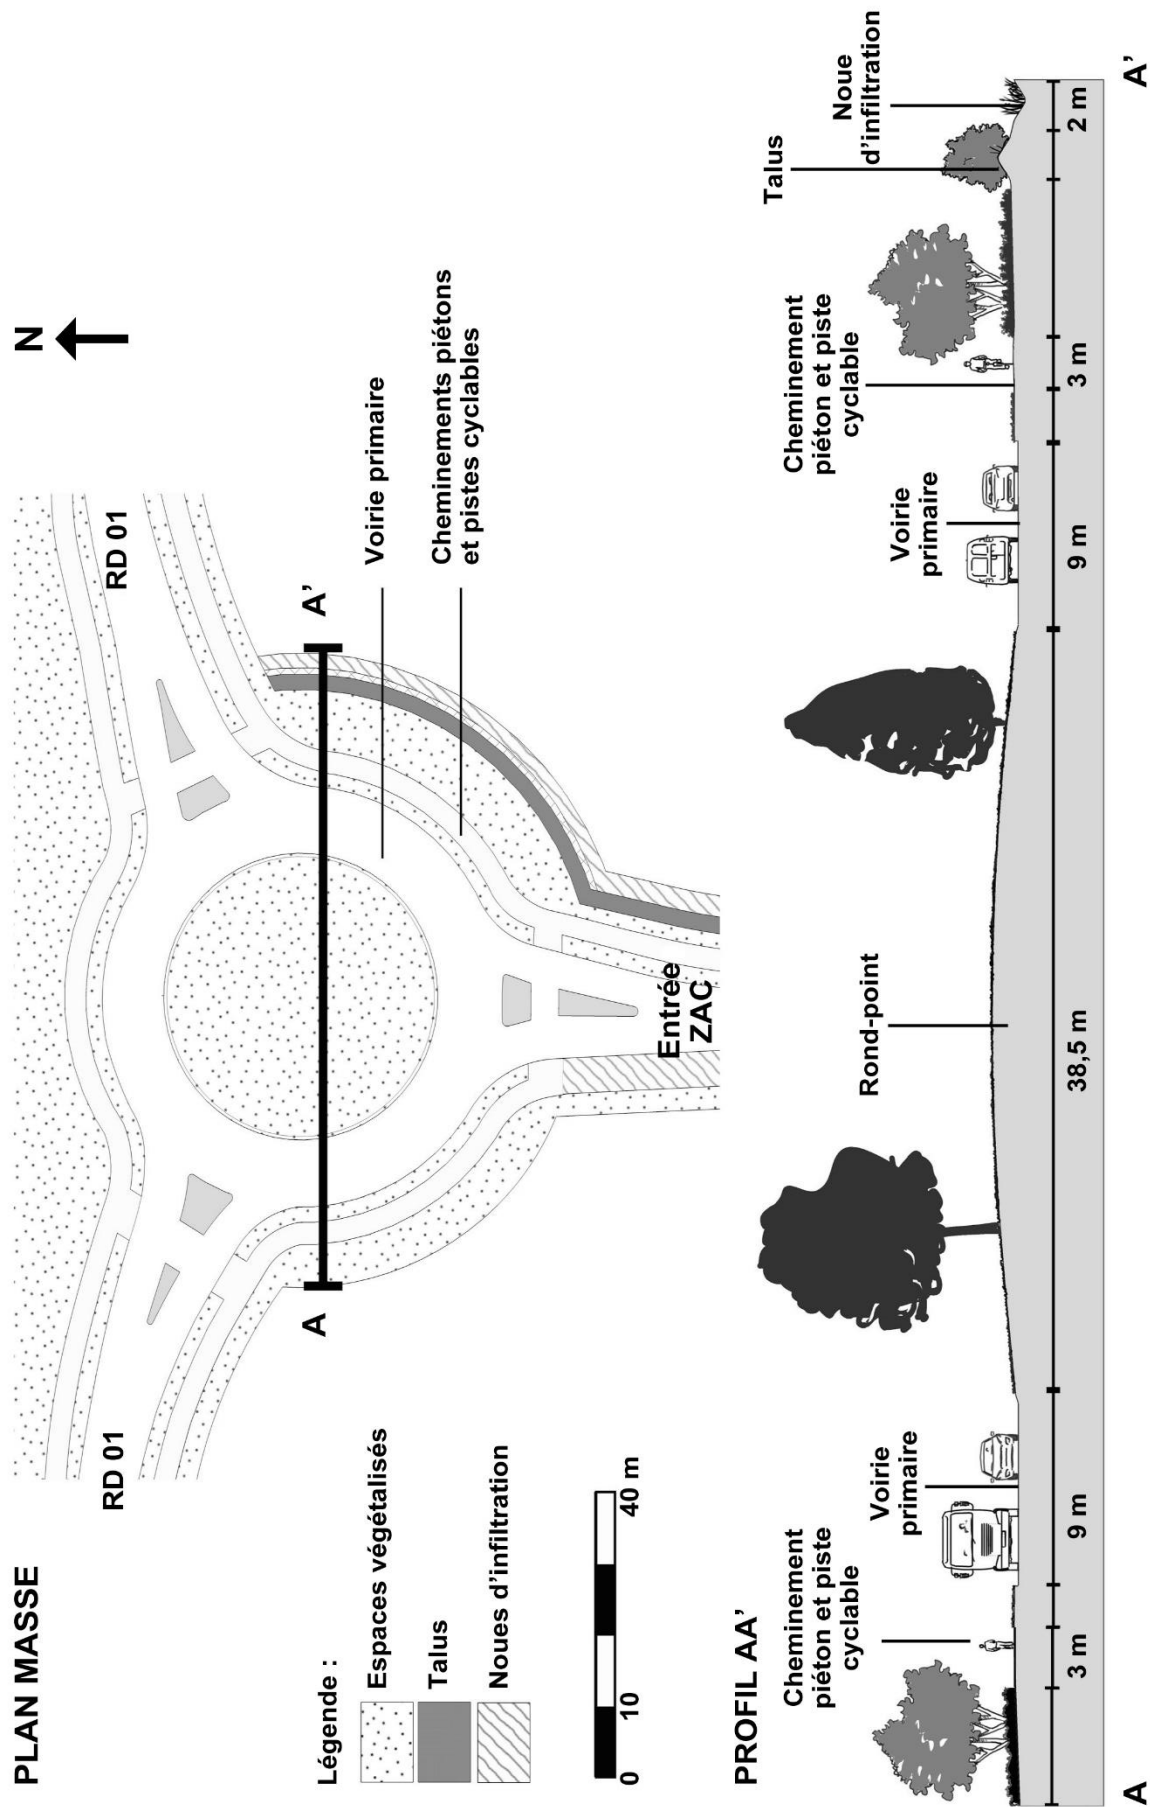 PLAN MASSE
N
RD 01
RD 01
A
A'
Voirie primaire
Cheminements piétons
et pistes cyclables
Entrée
ZAC
Légende :
Espaces végétalisés
Talus
Noues d'infiltration
0
10
40 m
PROFIL AA'
Cheminement
piéton et piste
cyclable
Voirie
primaire
Rond-point
Voirie
primaire
Cheminement
piéton et piste
cyclable
Talus
Noue
d'infiltration
3 m
9 m
38,5 m
9 m
3 m
2 m
A
A'